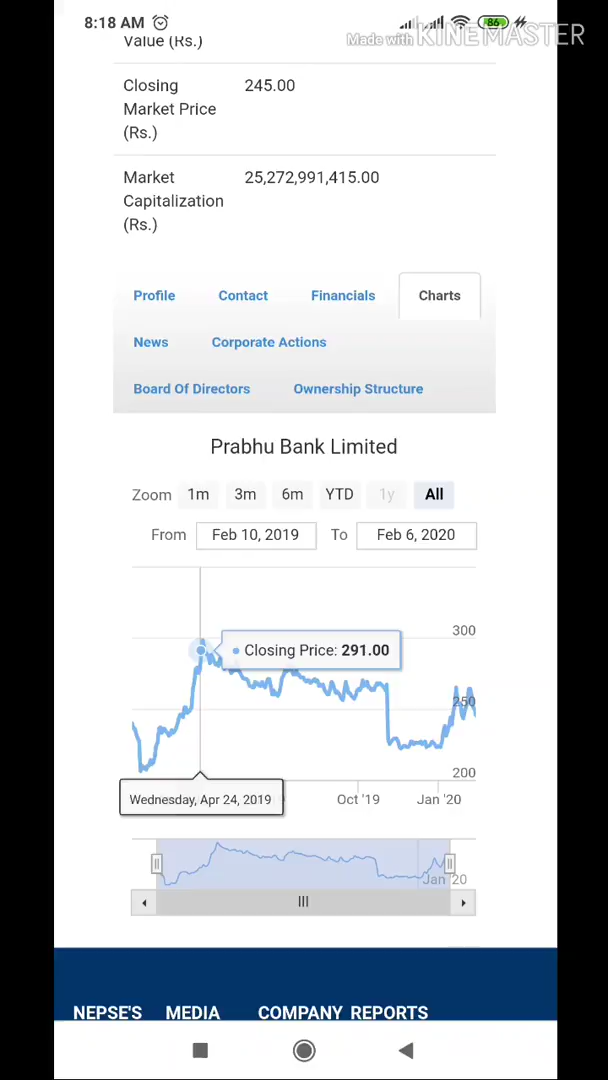 8:18 AM
86
Made with KINEMASTER
Value (Rs.)
Closing 245.00
Market Price
(Rs.)
Market 25,272,991,415.00
Capitalization
(Rs.)
Profile Contact Financials Charts
News Corporate Actions
Board Of Directors Ownership Structure
Prabhu Bank Limited
Zoom 1m 3m 6m YTD 1y All
From Feb 10, 2019 To Feb 6, 2020
300
Closing Price: 291.00
250
200
Wednesday, Apr 24, 2019 Oct '19 Jan '20
Jan '20
NEPSE'S MEDIA COMPANY REPORTS